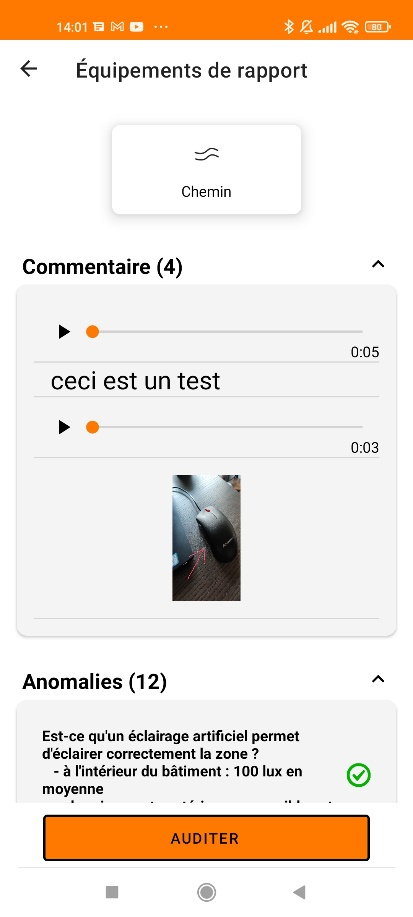 14:01
80
Équipements de rapport
Chemin
Commentaire (4)
0:05
ceci est un test
0:03
Anomalies (12)
Est-ce qu'un éclairage artificiel permet
d'éclairer correctement la zone ?
- à l'intérieur du bâtiment : 100 lux en
moyenne
AUDITER